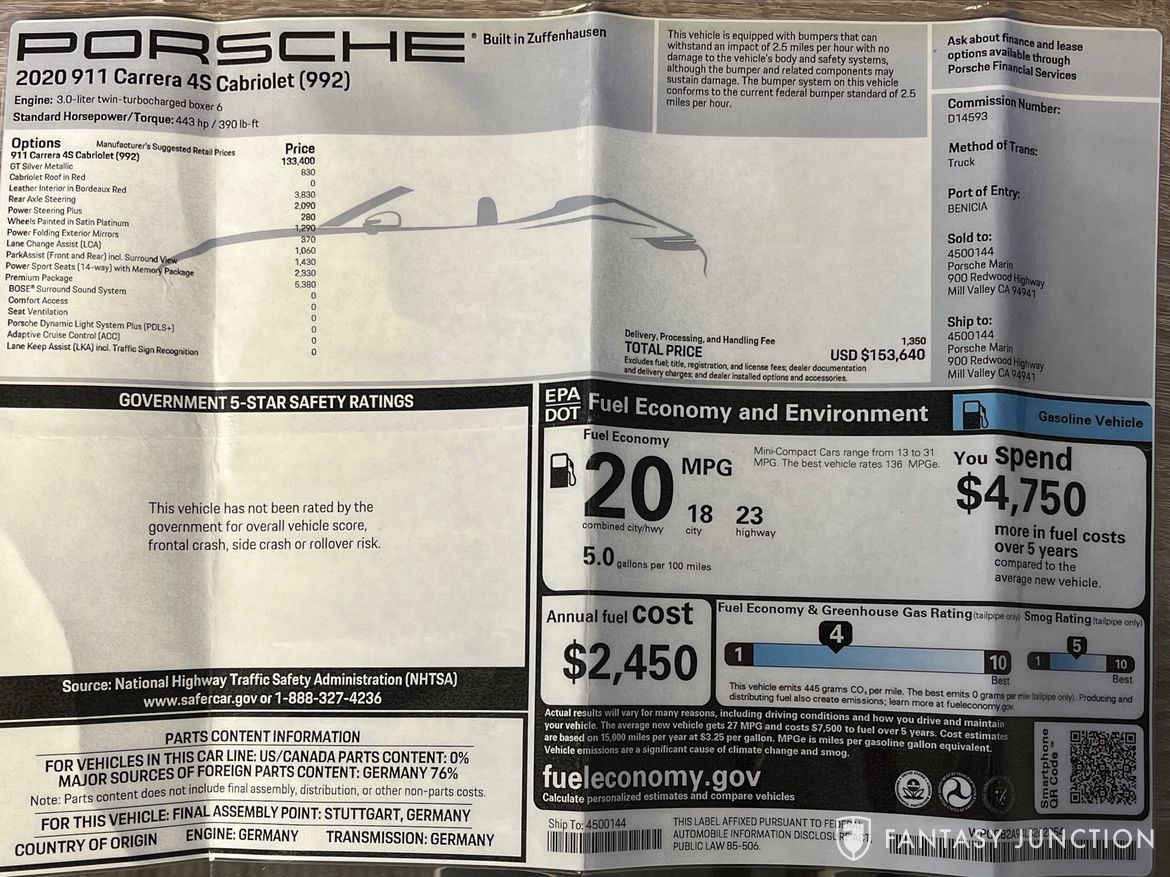 PORSCHE® Built in Zuffenhausen
2020 911 Carrera 4S Cabriolet (992)
Engine: 3.0-liter twin-turbocharged boxer 6
Standard Horsepower/Torque: 443 hp / 390 lb-ft
This vehicle is equipped with bumpers that can
withstand an impact of 2.5 miles per hour with no
damage to the vehicle's body and safety systems,
although the bumper and related components may
sustain damage. The bumper system on this vehicle
conforms to the current federal bumper standard of 2.5
miles per hour.
Ask about finance and lease
options available through
Porsche Financial Services
Commission Number:
D14593
Method of Trans:
Truck
Port of Entry:
BENICIA
Sold to:
4500144
Porsche Marin
900 Redwood Highway
Mill Valley CA 94941
Ship to:
4500144
Porsche Marin
900 Redwood Highway
Mill Valley CA 94941
Options Manufacturer's Suggested Retail Prices Price
911 Carrera 4S Cabriolet (992) 133,400
GT Silver Metallic 830
Cabriolet Roof in Red 0
Leather Interior in Bordeaux Red 3,830
Rear Axle Steering 2,090
Power Steering Plus 280
Wheels Painted in Satin Platinum 1,290
Power Folding Exterior Mirrors 370
Lane Change Assist (LCA) 1,060
ParkAssist (Front and Rear) incl. Surround View 1,430
Power Sport Seats (14-way) with Memory Package 2,330
Premium Package 5,380
BOSE® Surround Sound System 0
Comfort Access 0
Seat Ventilation 0
Porsche Dynamic Light System Plus (PDLS+) 0
Adaptive Cruise Control (ACC) 0
Lane Keep Assist (LKA) incl. Traffic Sign Recognition 0
Delivery, Processing, and Handling Fee 1,350
TOTAL PRICE USD $153,640
Excludes fuel; title, registration, and license fees; dealer documentation
and delivery charges; and dealer installed options and accessories.
GOVERNMENT 5-STAR SAFETY RATINGS
This vehicle has not been rated by the
government for overall vehicle score,
frontal crash, side crash or rollover risk.
Source: National Highway Traffic Safety Administration (NHTSA)
www.safercar.gov or 1-888-327-4236
PARTS CONTENT INFORMATION
FOR VEHICLES IN THIS CAR LINE: US/CANADA PARTS CONTENT: 0%
MAJOR SOURCES OF FOREIGN PARTS CONTENT: GERMANY 76%
Note: Parts content does not include final assembly, distribution, or other non-parts costs.
FOR THIS VEHICLE: FINAL ASSEMBLY POINT: STUTTGART, GERMANY
COUNTRY OF ORIGIN ENGINE: GERMANY TRANSMISSION: GERMANY
EPA
DOT Fuel Economy and Environment
Gasoline Vehicle
Fuel Economy
20 MPG
combined city/hwy
18
city
23
highway
5.0 gallons per 100 miles
Mini-Compact Cars range from 13 to 31
MPG. The best vehicle rates 136 MPGe.
You spend
$4,750
more in fuel costs
over 5 years
compared to the
average new vehicle.
Annual fuel cost
$2,450
Fuel Economy & Greenhouse Gas Rating (tailpipe only) Smog Rating (tailpipe only)
1 4 10
Best
1 5 10
Best
This vehicle emits 445 grams CO₂ per mile. The best emits 0 grams per mile (tailpipe only). Producing and
distributing fuel also create emissions; learn more at fueleconomy.gov.
Actual results will vary for many reasons, including driving conditions and how you drive and maintain
your vehicle. The average new vehicle gets 27 MPG and costs $7,500 to fuel over 5 years. Cost estimates
are based on 15,000 miles per year at $3.25 per gallon. MPGe is miles per gasoline gallon equivalent.
Vehicle emissions are a significant cause of climate change and smog.
fueleconomy.gov
Calculate personalized estimates and compare vehicles
Smartphone
QR Code™
Ship To: 4500144
THIS LABEL AFFIXED PURSUANT TO FEDERAL
AUTOMOBILE INFORMATION DISCLOSURE ACT,
PUBLIC LAW 85-506.
FANTASY JUNCTION